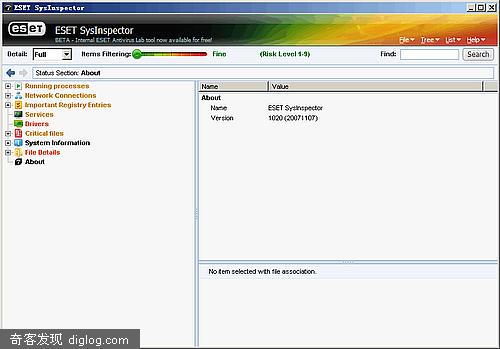 ESET SysInspector
eseT ESET SysInspector
BETA - Internal ESET Antivirus Lab tool now available for free!
File Tree List Help
Detail: Full Items Filtering: Fine (Risk Level 1-9) Find: Search
Status Section: About
Running processes
Network Connections
Important Registry Entries
Services
Drivers
Critical files
System Information
File Details
About
Name Value
About
Name ESET SysInspector
Version 1020 (20071107)
No item selected with file association.
奇客发现 diglog.com